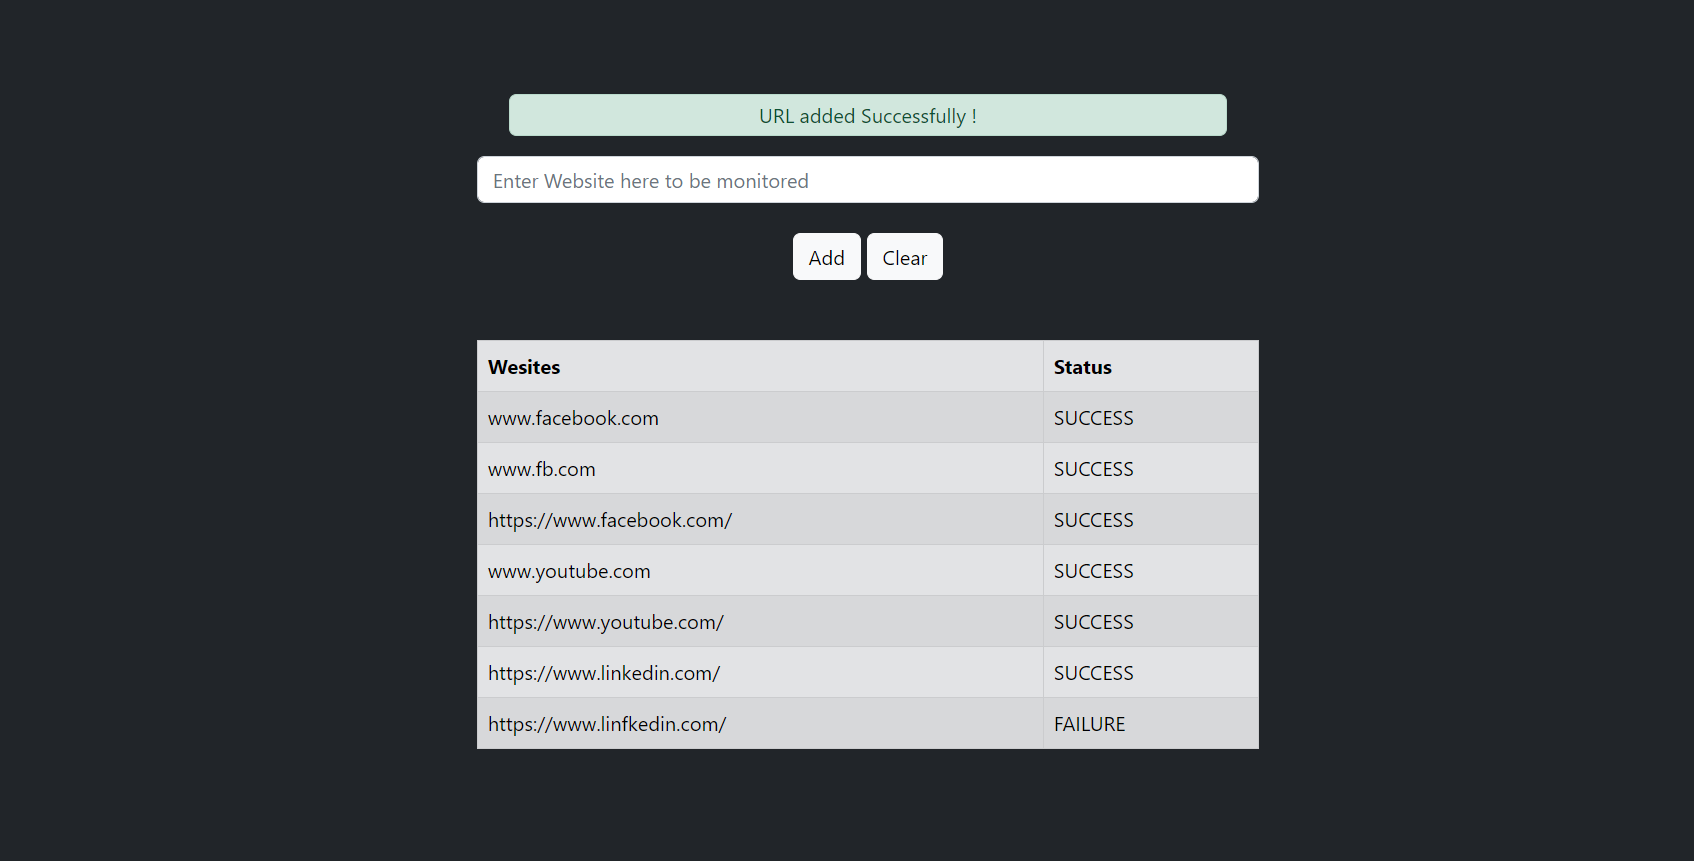 URL added Successfully !
Enter Website here to be monitored
Add Clear
Wesites Status
www.facebook.com SUCCESS
www.fb.com SUCCESS
https://www.facebook.com/ SUCCESS
www.youtube.com SUCCESS
https://www.youtube.com/ SUCCESS
https://www.linkedin.com/ SUCCESS
https://www.linfkedin.com/ FAILURE